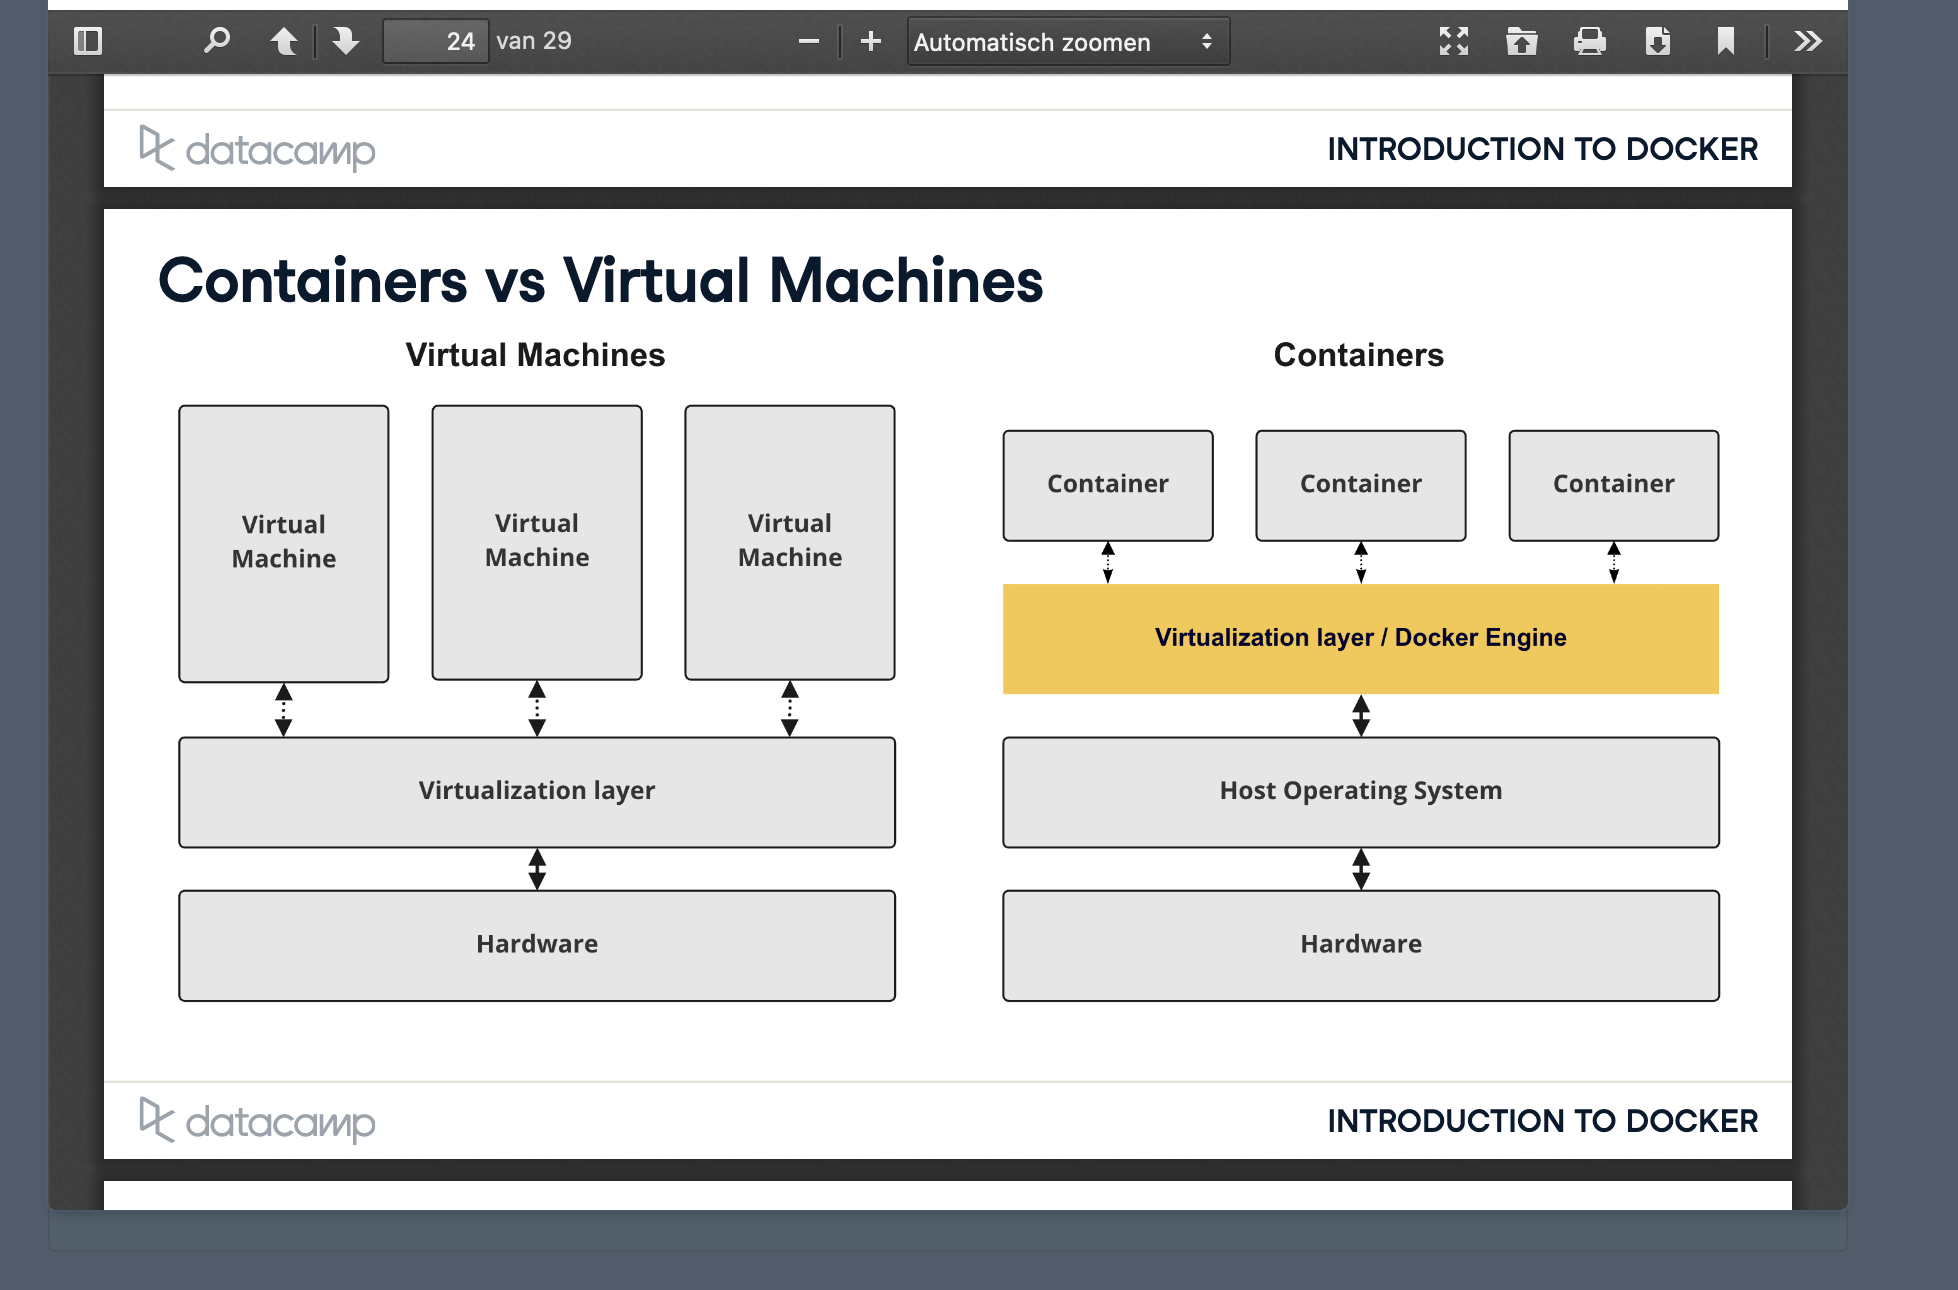 24 van 29
Automatisch zoomen
datacamp
INTRODUCTION TO DOCKER
Containers vs Virtual Machines
Virtual Machines
Virtual
Machine
Virtual
Machine
Virtual
Machine
Virtualization layer
Hardware
Containers
Container
Container
Container
Virtualization layer / Docker Engine
Host Operating System
Hardware
datacamp
INTRODUCTION TO DOCKER